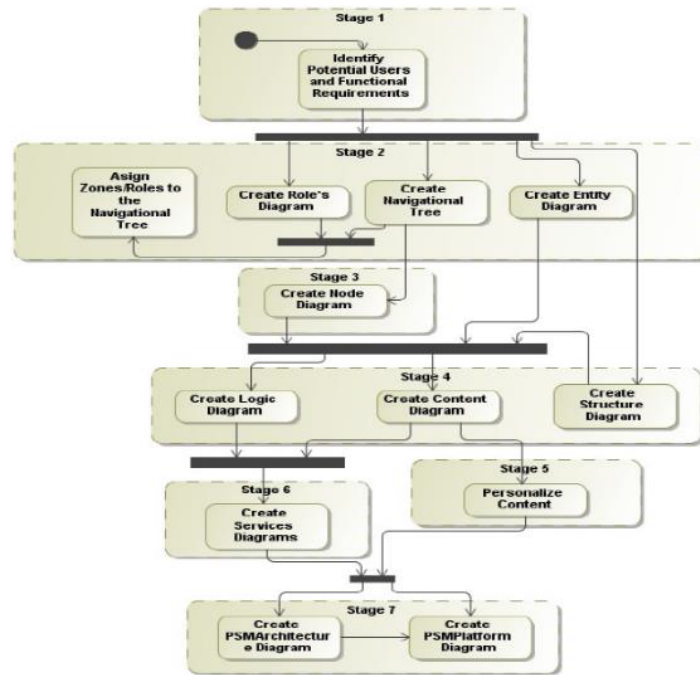 Stage 1
Identify
Potential Users
and Functional
Requirements
Stage 2
Asign
Zones/Roles to
the
Navigational
Tree
Create Role's
Diagram
Create
Navigational
Tree
Create Entity
Diagram
Stage 3
Create Node
Diagram
Stage 4
Create Logic
Diagram
Create Content
Diagram
Create
Structure
Diagram
Stage 5
Personalize
Content
Stage 6
Create
Services
Diagrams
Stage 7
Create
PSMArchitectur
e Diagram
Create
PSMPlatform
Diagram